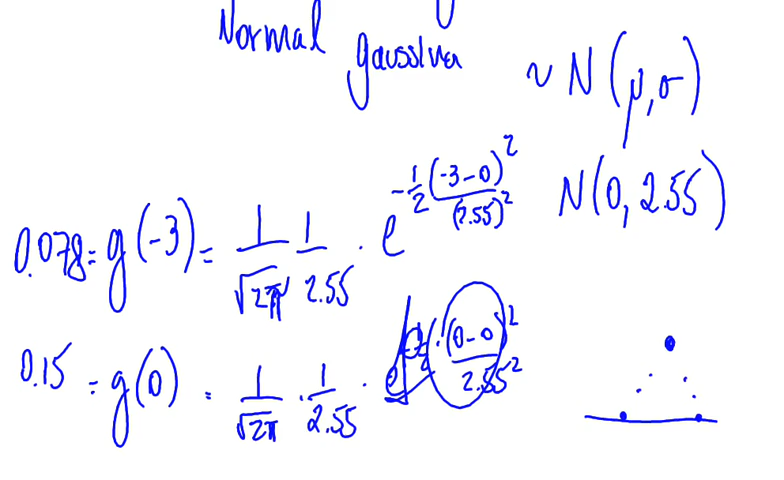 Normal
gaussiva
~ N(μ, σ)
N(0, 2.55)
0.078 = g(-3) = 1/√2π 1/2.55 · e^(-1/2 (-3-0)²/(2.55)²)
0.15 = g(0) = 1/√2π · 1/2.55 · (0-0)²/2.55²